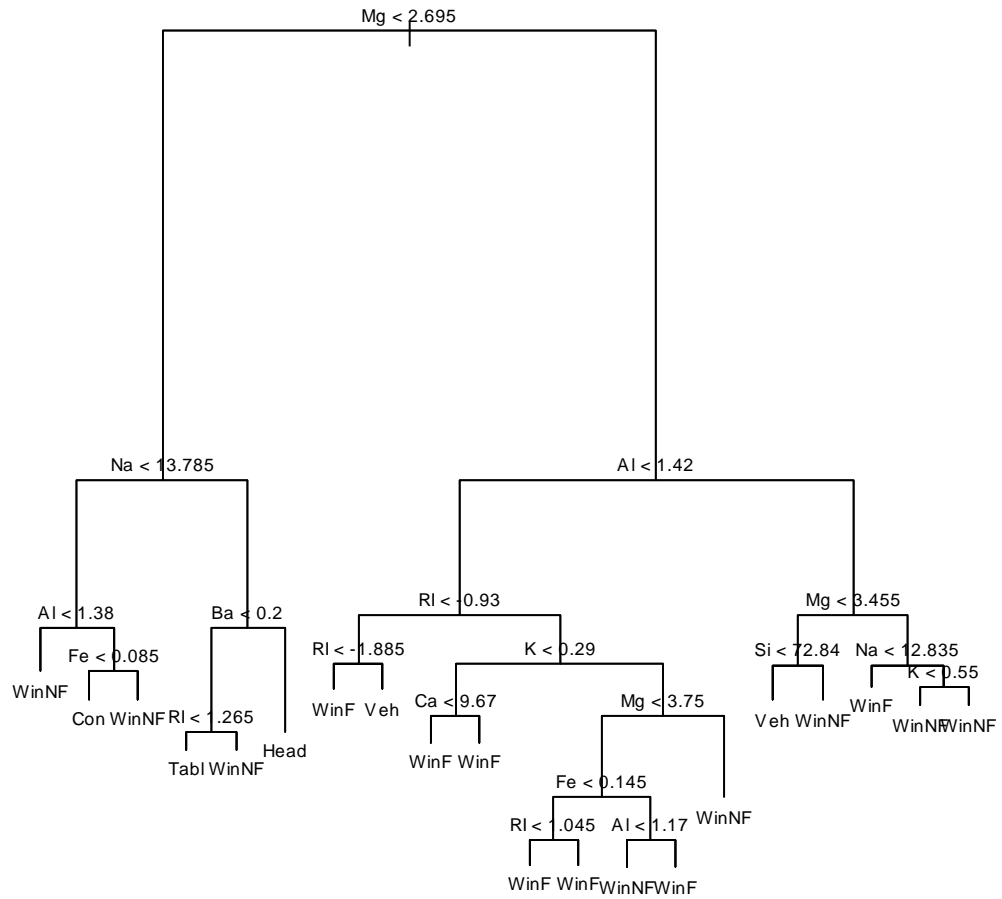 Mg < 2.695
Na < 13.785
Al < 1.42
Al < 1.38
Ba < 0.2
RI < -0.93
Mg < 3.455
Fe < 0.085
RI < -1.885
K < 0.29
Si < 72.84
Na < 12.835
K < 0.55
WinNF
Con WinNF
RI < 1.265
WinF Veh
Ca < 9.67
Mg < 3.75
Veh WinNF
WinF
WinNF WinNF
Tabl WinNF
Head
WinF WinF
Fe < 0.145
WinNF
RI < 1.045
Al < 1.17
WinF WinF WinNF WinF